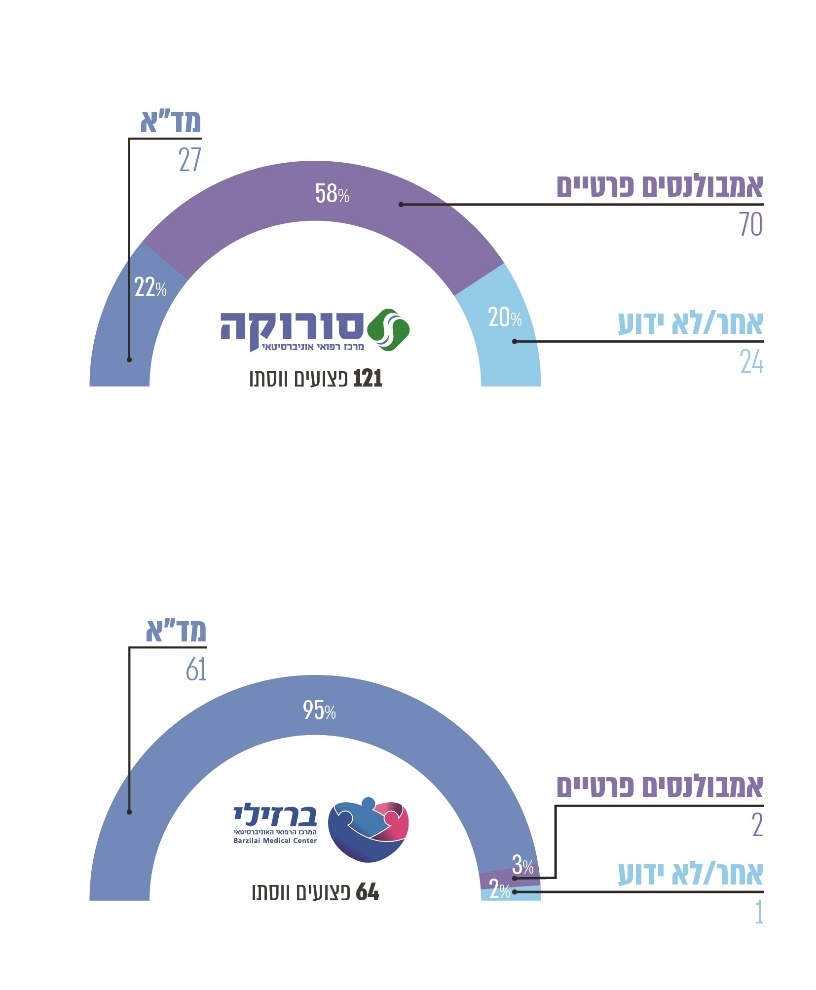 מד״א
27
58%
אמבולנסים פרטיים
70
22%
20%
אחר/לא ידוע
24
סורוקה
מרכז רפואי אוניברסיטאי
121 פצועים ווסתו
מד״א
61
95%
אמבולנסים פרטיים
2
ברזילי
המרכז הרפואי האוניברסיטאי
Barzilai Medical Center
3%
אחר/לא ידוע
2%
1
64 פצועים ווסתו